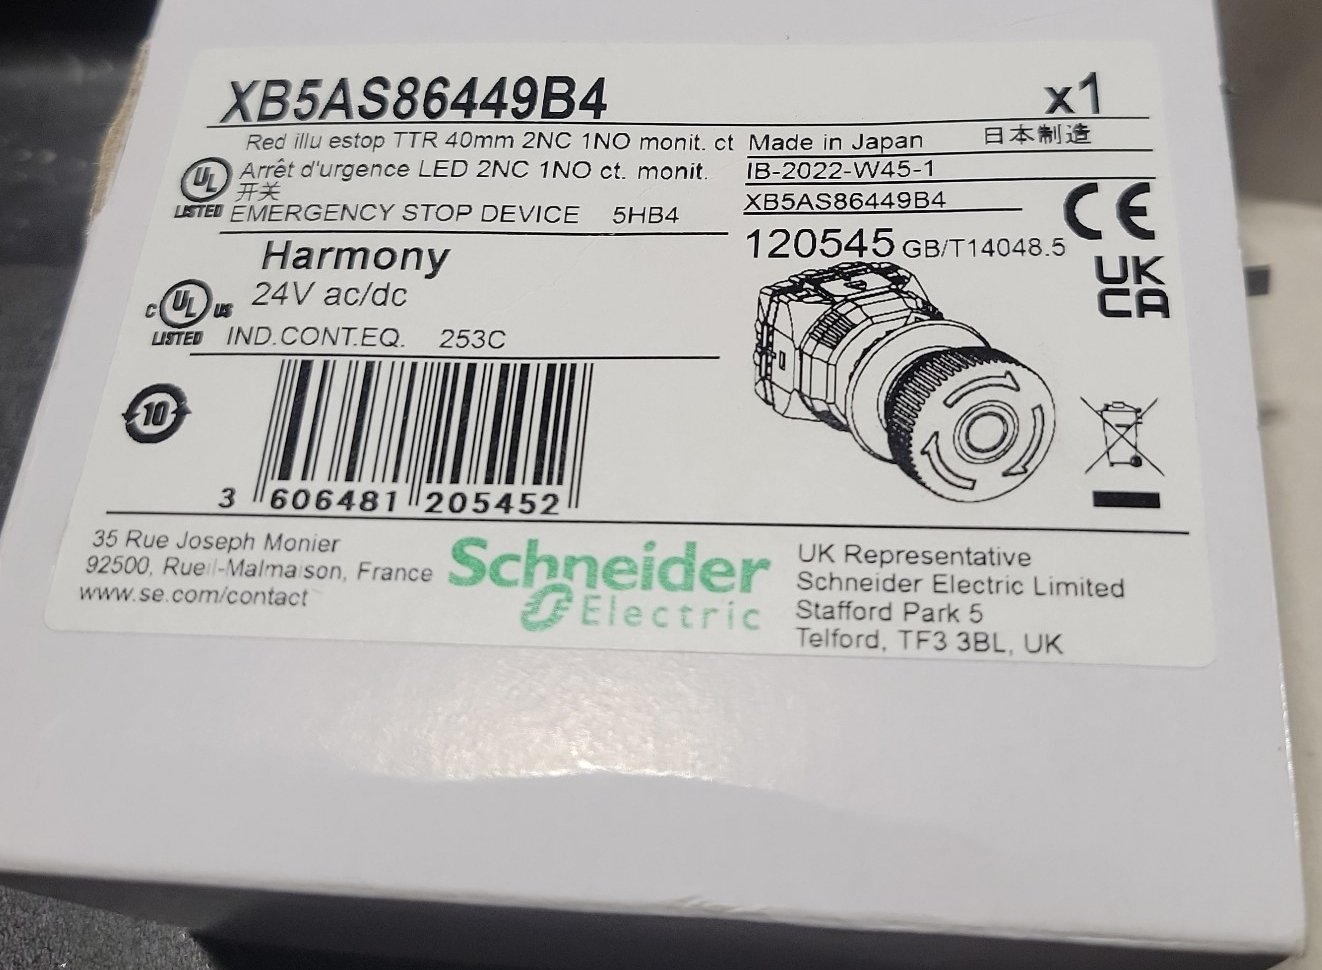 XB5AS86449B4 x1
Red illu estop TTR 40mm 2NC 1NO monit. ct Made in Japan 日本制造
Arrêt d'urgence LED 2NC 1NO ct. monit. IB-2022-W45-1
开关 XB5AS86449B4
UL
LISTED EMERGENCY STOP DEVICE 5HB4
CE
120545 GB/T14048.5
UK
CA
Harmony
24V ac/dc
C UL US
LISTED IND.CONT.EQ. 253C
10
3 606481 205452
35 Rue Joseph Monier
92500, Rueil-Malmaison, France
www.se.com/contact
Schneider
Electric
UK Representative
Schneider Electric Limited
Stafford Park 5
Telford, TF3 3BL, UK